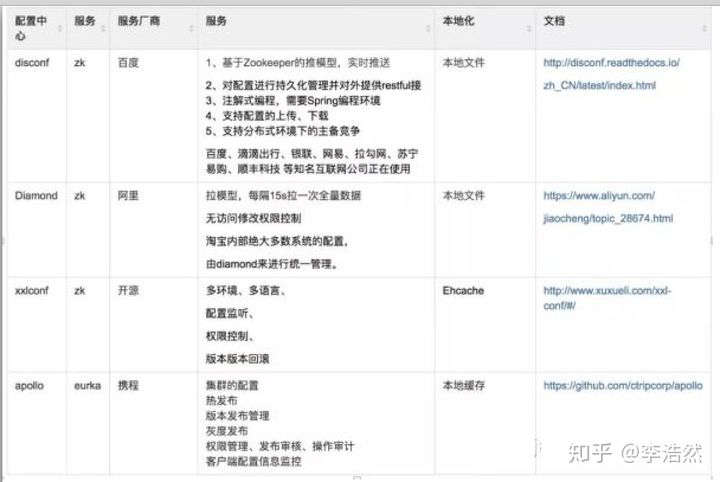 配置中心 服务 服务厂商 服务 本地化 文档
disconf zk 百度 1、基于Zookeeper的推模型，实时推送 本地文件 http://disconf.readthedocs.io/
2、对配置进行持久化管理并对外提供restful接 zh_CN/latest/index.html
3、注解式编程，需要Spring编程环境
4、支持配置的上传、下载
5、支持分布式环境下的主备竞争
百度、滴滴出行、银联、网易、拉勾网、苏宁
易购、顺丰科技 等知名互联网公司正在使用
Diamond zk 阿里 拉模型，每隔15s拉一次全量数据 本地文件 https://www.aliyun.com/
无访问修改权限控制 jiaocheng/topic_28674.html
淘宝内部绝大多数系统的配置，
由diamond来进行统一管理。
xxlconf zk 开源 多环境、多语言、 Ehcache http://www.xuxueli.com/xxl-
配置监听、 conf/#/
权限控制、
版本版本回滚
apollo eurka 携程 集群的配置 本地缓存 https://github.com/ctripcorp/apollo
热发布
版本发布管理
灰度发布
权限管理、发布审核、操作审计
客户端配置信息监控
知乎 @李浩然